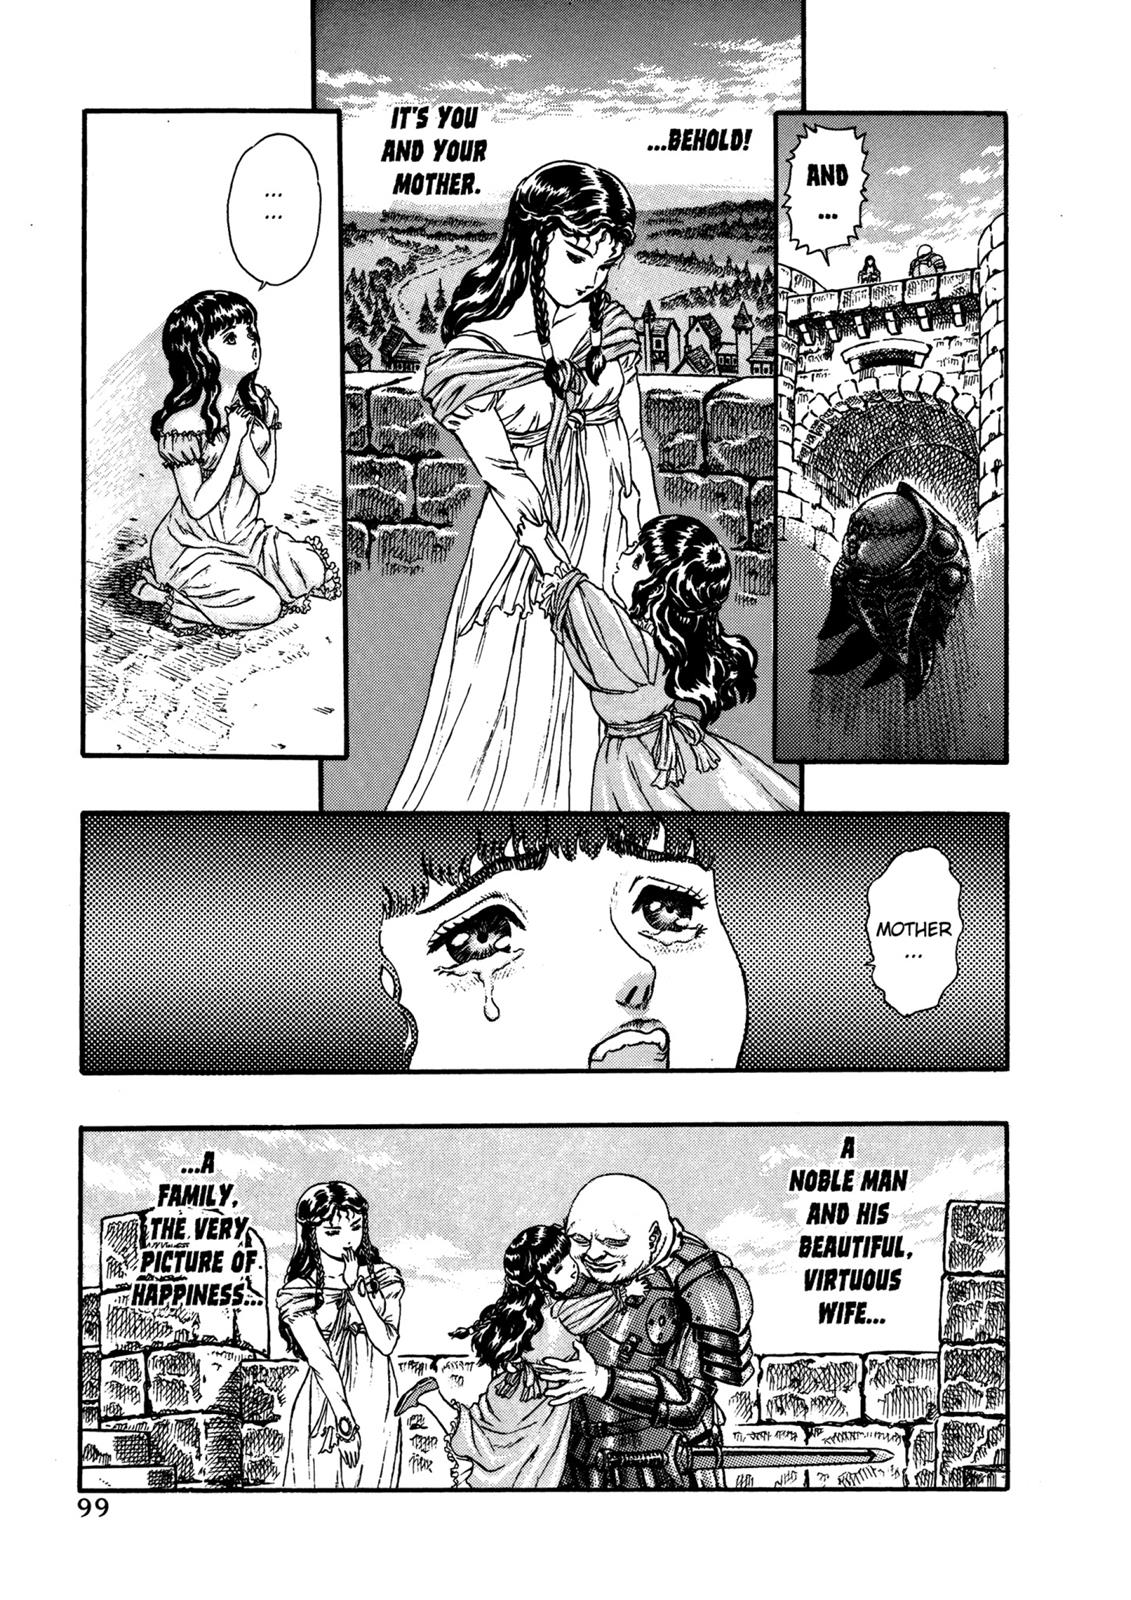 AND
...
...BEHOLD!
IT'S YOU
AND YOUR
MOTHER.
...
...
MOTHER
...
A
NOBLE MAN
AND HIS
BEAUTIFUL,
VIRTUOUS
WIFE...
...A
FAMILY,
THE VERY
PICTURE OF
HAPPINESS...
99